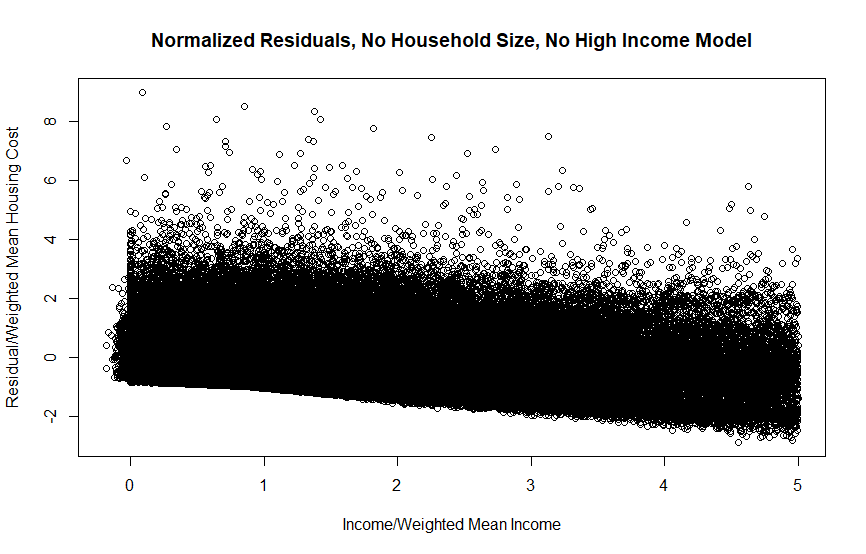 Normalized Residuals, No Household Size, No High Income Model
Residual/Weighted Mean Housing Cost
8
6
4
2
0
-2
0 1 2 3 4 5
Income/Weighted Mean Income